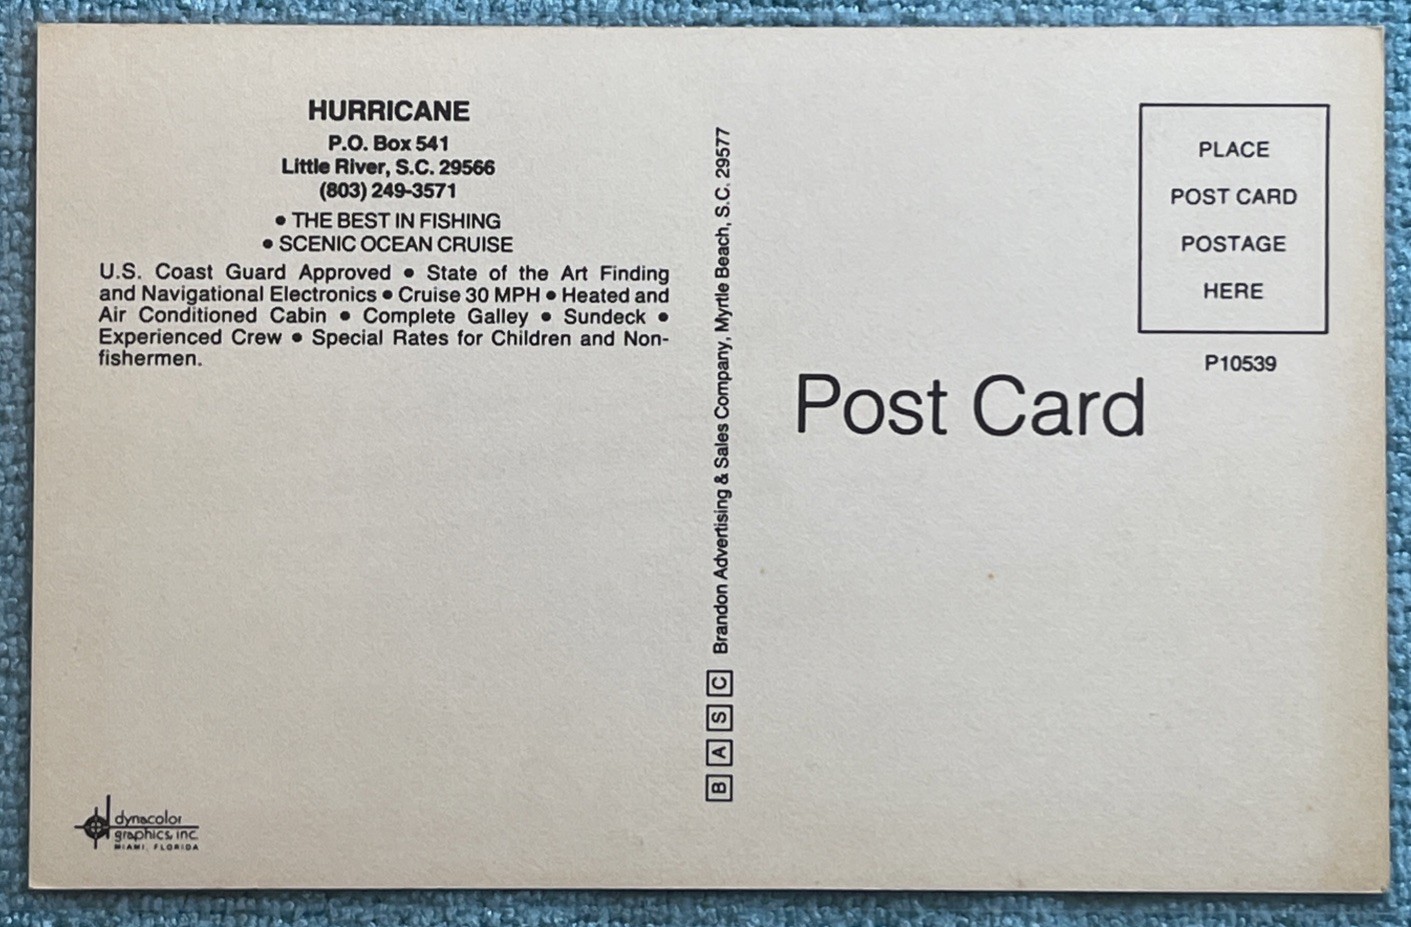 HURRICANE
P.O. Box 541
Little River, S.C. 29566
(803) 249-3571
• THE BEST IN FISHING
• SCENIC OCEAN CRUISE
U.S. Coast Guard Approved • State of the Art Finding
and Navigational Electronics • Cruise 30 MPH • Heated and
Air Conditioned Cabin • Complete Galley • Sundeck •
Experienced Crew • Special Rates for Children and Non-
fishermen.
dynacolor
graphics, inc.
MIAMI, FLORIDA
B A S C Brandon Advertising & Sales Company, Myrtle Beach, S.C. 29577
PLACE
POST CARD
POSTAGE
HERE
P10539
Post Card